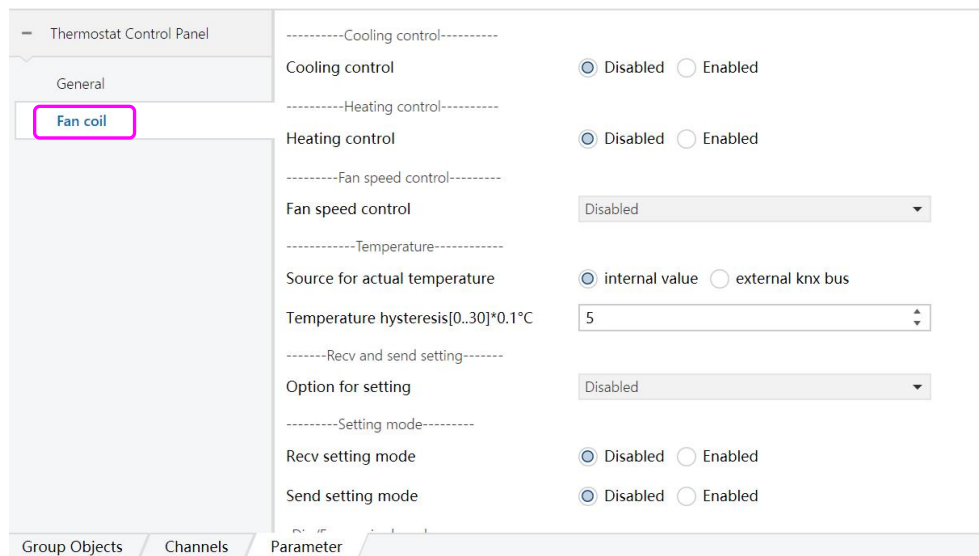 Thermostat Control Panel
General
Fan coil
----------Cooling control----------
Cooling control Disabled Enabled
----------Heating control----------
Heating control Disabled Enabled
---------Fan speed control---------
Fan speed control Disabled
------------Temperature------------
Source for actual temperature internal value external knx bus
Temperature hysteresis[0..30]*0.1°C 5
-------Recv and send setting-------
Option for setting Disabled
---------Setting mode---------
Recv setting mode Disabled Enabled
Send setting mode Disabled Enabled
Group Objects Channels Parameter